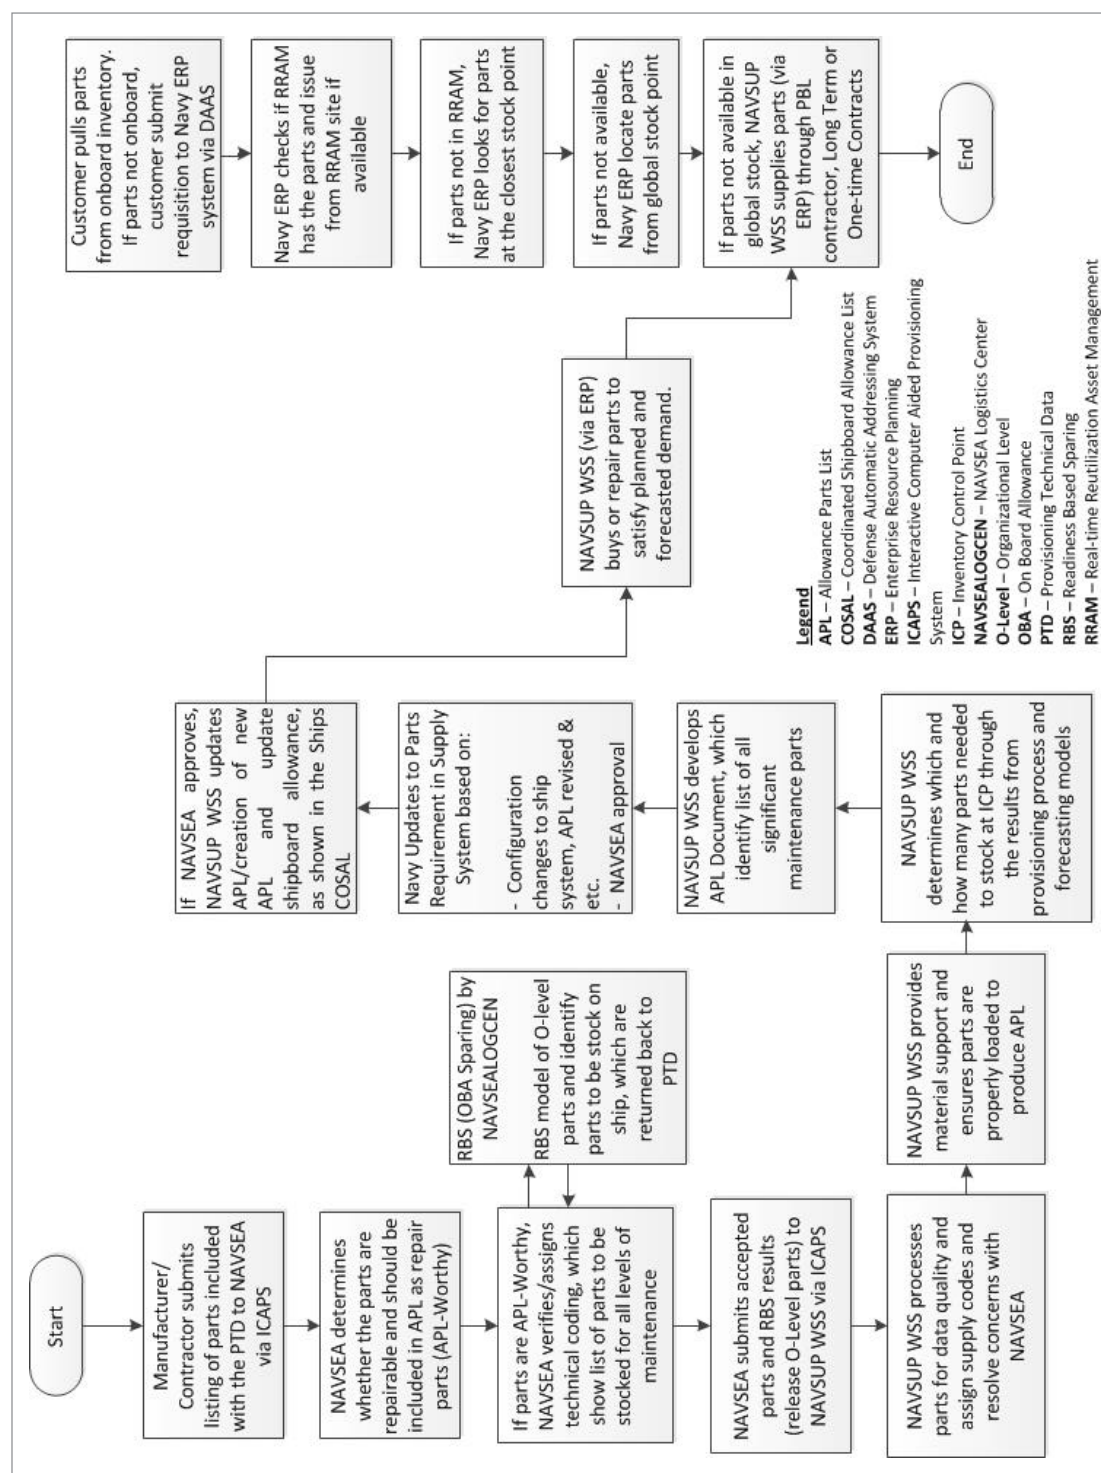 Start
Manufacturer/
Contractor submits
listing of parts included
with the PTD to NAVSEA
via ICAPS
NAVSEA determines
whether the parts are
repairable and should be
included in APL as repair
parts (APL-Worthy)
If parts are APL-Worthy,
NAVSEA verifies/assigns
technical coding, which
show list of parts to be
stocked for all levels of
maintenance
RBS (OBA Sparing) by
NAVSEALOGCEN
RBS model of O-level
parts and identify
parts to be stock on
ship, which are
returned back to
PTD
NAVSEA submits accepted
parts and RBS results
(release O-Level parts) to
NAVSUP WSS via ICAPS
NAVSUP WSS processes
parts for data quality and
assign supply codes and
resolve concerns with
NAVSEA
NAVSUP WSS provides
material support and
ensures parts are
properly loaded to
produce APL
NAVSUP WSS
determines which and
how many parts needed
to stock at ICP through
the results from
provisioning process and
forecasting models
NAVSUP WSS develops
APL Document, which
identify list of all
significant
maintenance parts
Navy Updates to Parts
Requirement in Supply
System based on:
- Configuration
changes to ship
system, APL revised &
etc.
- NAVSEA approval
If NAVSEA approves,
NAVSUP WSS updates
APL/creation of new
APL and update
shipboard allowance,
as shown in the Ships
COSAL
NAVSUP WSS (via ERP)
buys or repair parts to
satisfy planned and
forecasted demand.
Customer pulls parts
from onboard inventory.
If parts not onboard,
customer submit
requisition to Navy ERP
system via DAAS
Navy ERP checks if RRAM
has the parts and issue
from RRAM site if
available
If parts not in RRAM,
Navy ERP looks for parts
at the closest stock point
If parts not available,
Navy ERP locate parts
from global stock point
If parts not available in
global stock, NAVSUP
WSS supplies parts (via
ERP) through PBL
contractor, Long Term or
One-time Contracts
End
Legend
APL – Allowance Parts List
COSAL – Coordinated Shipboard Allowance List
DAAS – Defense Automatic Addressing System
ERP – Enterprise Resource Planning
ICAPS – Interactive Computer Aided Provisioning
System
ICP – Inventory Control Point
NAVSEALOGCEN – NAVSEA Logistics Center
O-Level – Organizational Level
OBA – On Board Allowance
PTD – Provisioning Technical Data
RBS – Readiness Based Sparing
RRAM – Real-time Reutilization Asset Management